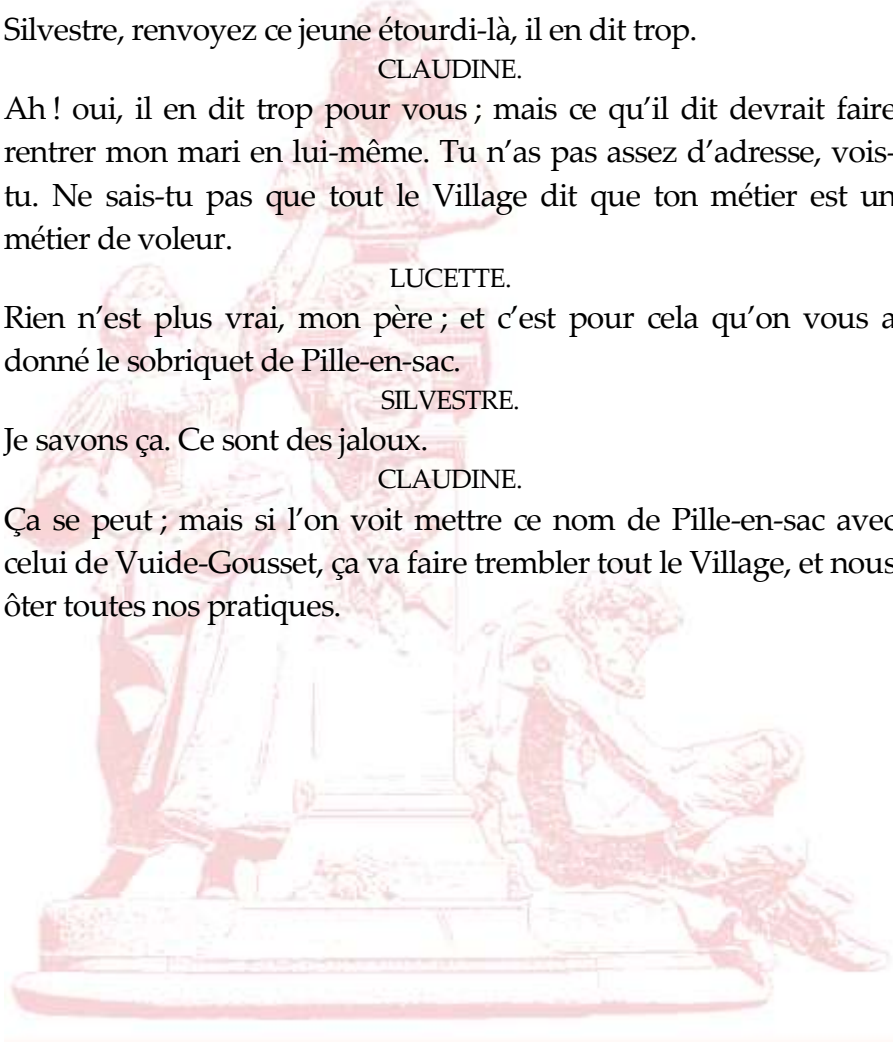 Silvestre, renvoyez ce jeune étourdi-là, il en dit trop.
CLAUDINE.
Ah ! oui, il en dit trop pour vous ; mais ce qu’il dit devrait faire
rentrer mon mari en lui-même. Tu n’as pas assez d’adresse, vois-
tu. Ne sais-tu pas que tout le Village dit que ton métier est un
métier de voleur.
LUCETTE.
Rien n’est plus vrai, mon père ; et c’est pour cela qu’on vous a
donné le sobriquet de Pille-en-sac.
SILVESTRE.
Je savons ça. Ce sont des jaloux.
CLAUDINE.
Ça se peut ; mais si l’on voit mettre ce nom de Pille-en-sac avec
celui de Vuide-Gousset, ça va faire trembler tout le Village, et nous
ôter toutes nos pratiques.